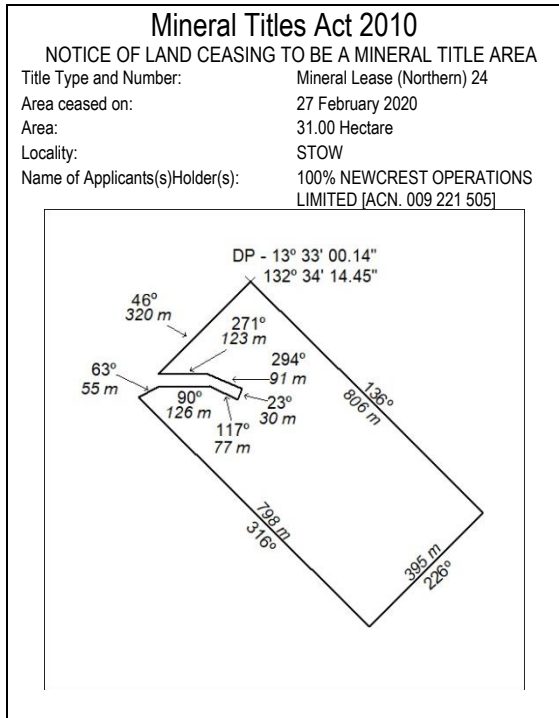 Mineral Titles Act 2010
NOTICE OF LAND CEASING TO BE A MINERAL TITLE AREA
Title Type and Number: Mineral Lease (Northern) 24
Area ceased on: 27 February 2020
Area: 31.00 Hectare
Locality: STOW
Name of Applicants(s)Holder(s): 100% NEWCREST OPERATIONS
LIMITED [ACN. 009 221 505]
DP - 13º 33' 00.14"
132º 34' 14.45"
46º
320 m
271º
123 m
294º
91 m
63º
55 m
90º
126 m
23º
30 m
117º
77 m
136º
806 m
798 m
316º
395 m
226º